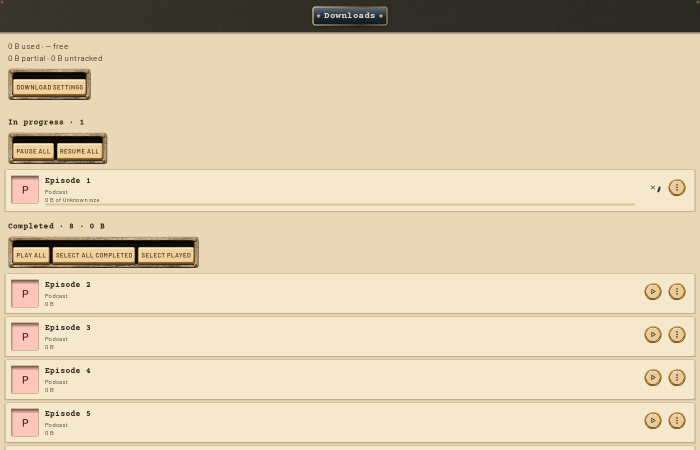 Downloads
0 B used · — free
0 B partial · 0 B untracked
DOWNLOAD SETTINGS
In progress · 1
PAUSE ALL RESUME ALL
P
Episode 1
Podcast
0 B of Unknown size
Completed · 8 · 0 B
PLAY ALL SELECT ALL COMPLETED SELECT PLAYED
P
Episode 2
Podcast
0 B
P
Episode 3
Podcast
0 B
P
Episode 4
Podcast
0 B
P
Episode 5
Podcast
0 B